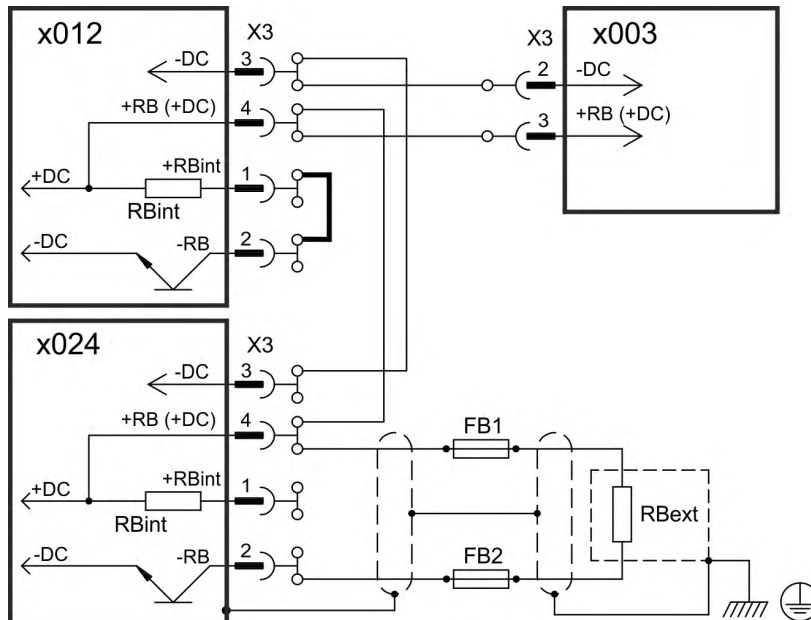 x012
X3
X3
x003
-DC
3
2
-DC
+RB (+DC)
4
3
+RB (+DC)
+DC
+RBint
1
RBint
-DC
-RB
2
x024
X3
-DC
3
+RB (+DC)
4
FB1
+DC
+RBint
1
RBint
RBext
-DC
-RB
2
FB2